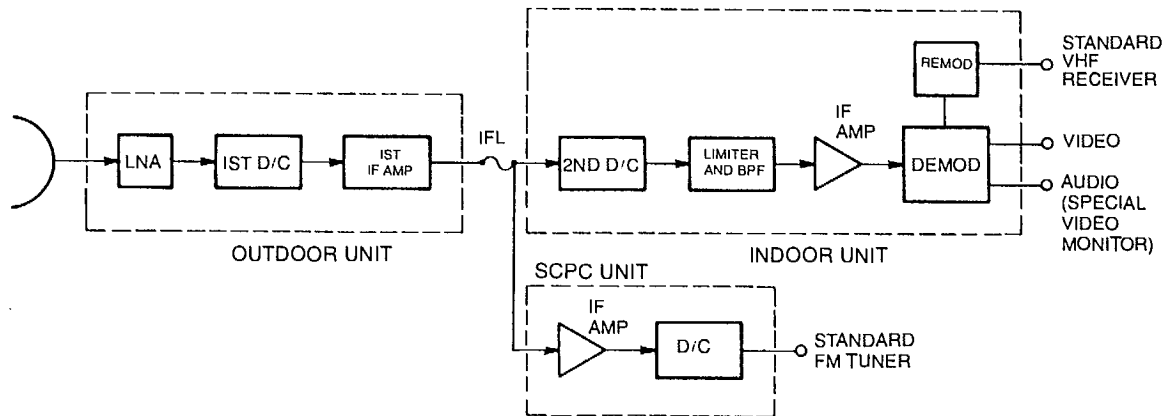 LNA
IST D/C
IST
IF AMP
OUTDOOR UNIT
IFL
2ND D/C
LIMITER
AND BPF
IF
AMP
DEMOD
REMOD
INDOOR UNIT
STANDARD
VHF
RECEIVER
VIDEO
AUDIO
(SPECIAL
VIDEO
MONITOR)
SCPC UNIT
IF
AMP
D/C
STANDARD
FM TUNER